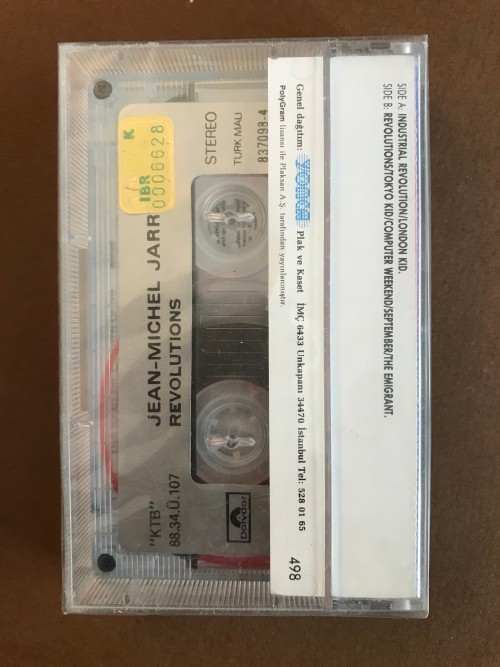 SIDE A: INDUSTRIAL REVOLUTION/LONDON KID.
SIDE B: REVOLUTIONS/TOKYO KID/COMPUTER WEEKEND/SEPTEMBER/THE EMIGRANT.
Genel dağıtım: Plak ve Kaset İMÇ 6433 Unkapanı 34470 İstanbul Tel: 528 01 65
PolyGram lisansı ile Plaksan A.Ş. tarafından yayınlanmıştır.
498
K
IBR
0006628
STEREO
TURK MALI
837098-4
JEAN-MICHEL JARR
REVOLUTIONS
"KTB"
88.34.Ü.107
Polydor